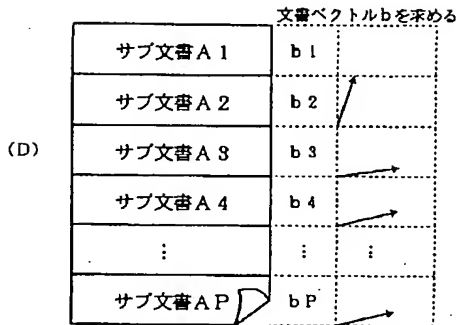 文書ベクトルbを求める
サブ文書A1 b1
サブ文書A2 b2
(D)
サブ文書A3 b3
サブ文書A4 b4
⋮ ⋮ ⋮
サブ文書AP bP